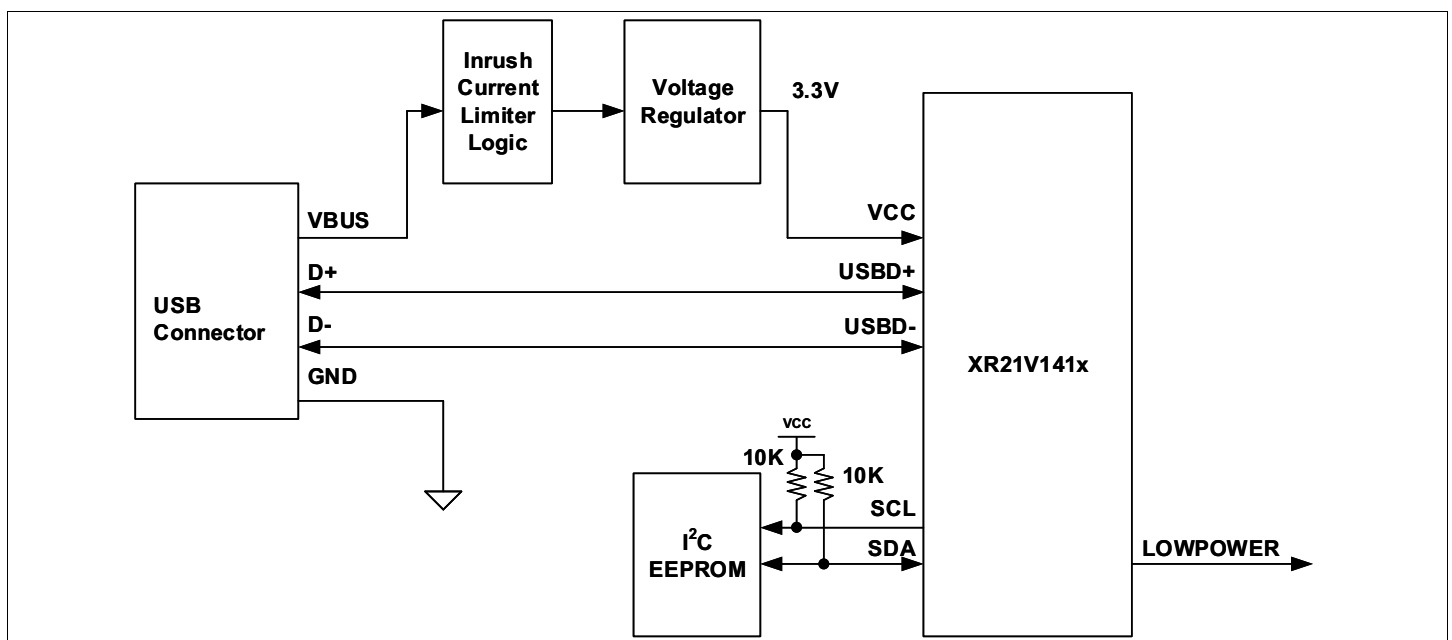 Inrush
Current
Limiter
Logic
Voltage
Regulator
3.3V
VBUS
VCC
D+
USBD+
USB
Connector
D-
USBD-
GND
XR21V141x
VCC
10K
10K
SCL
I²C
EEPROM
SDA
LOWPOWER